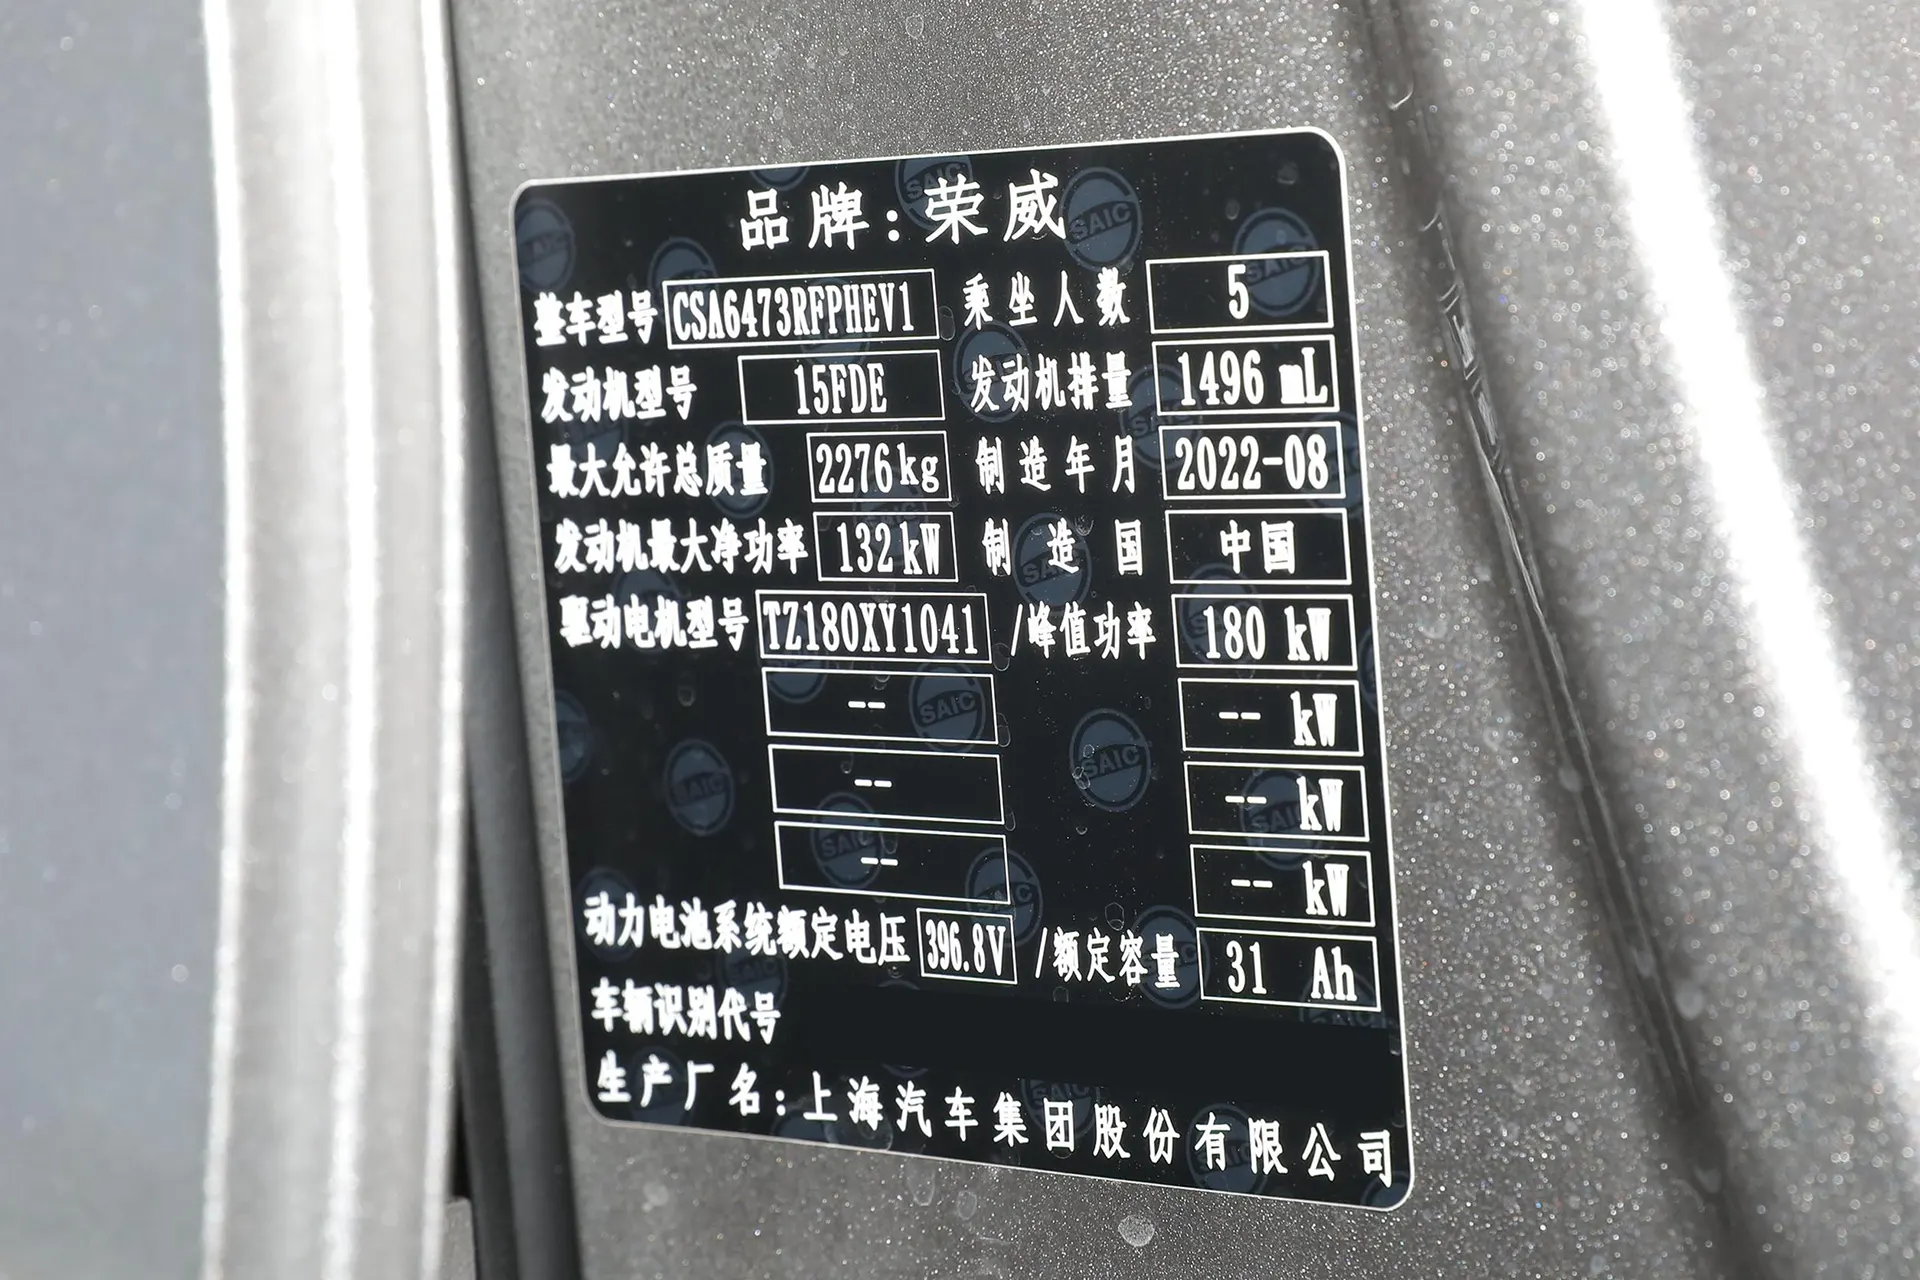 品牌：荣威
整车型号 CSA6473RFPHEV1 乘坐人数 5
发动机型号 15FDE 发动机排量 1496 mL
最大允许总质量 2276kg 制造年月 2022-08
发动机最大净功率 132kW 制造国 中国
驱动电机型号 TZ180XY1041 /峰值功率 180 kW
-- -- kW
-- -- kW
-- -- kW
动力电池系统额定电压 396.8V /额定容量 31 Ah
车辆识别代号
生产厂名：上海汽车集团股份有限公司
SAIC